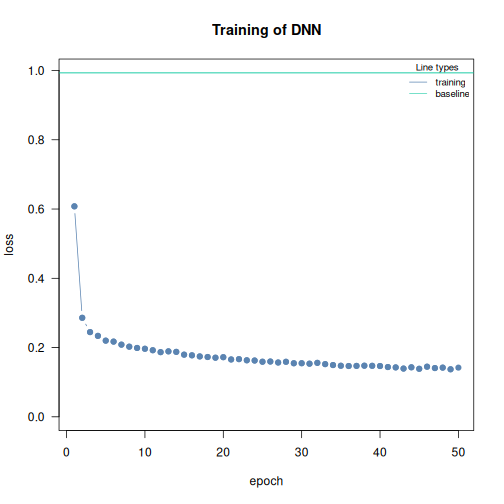 Training of DNN
Line types
training
baseline
1.0
0.8
0.6
0.4
0.2
0.0
loss
0 10 20 30 40 50
epoch